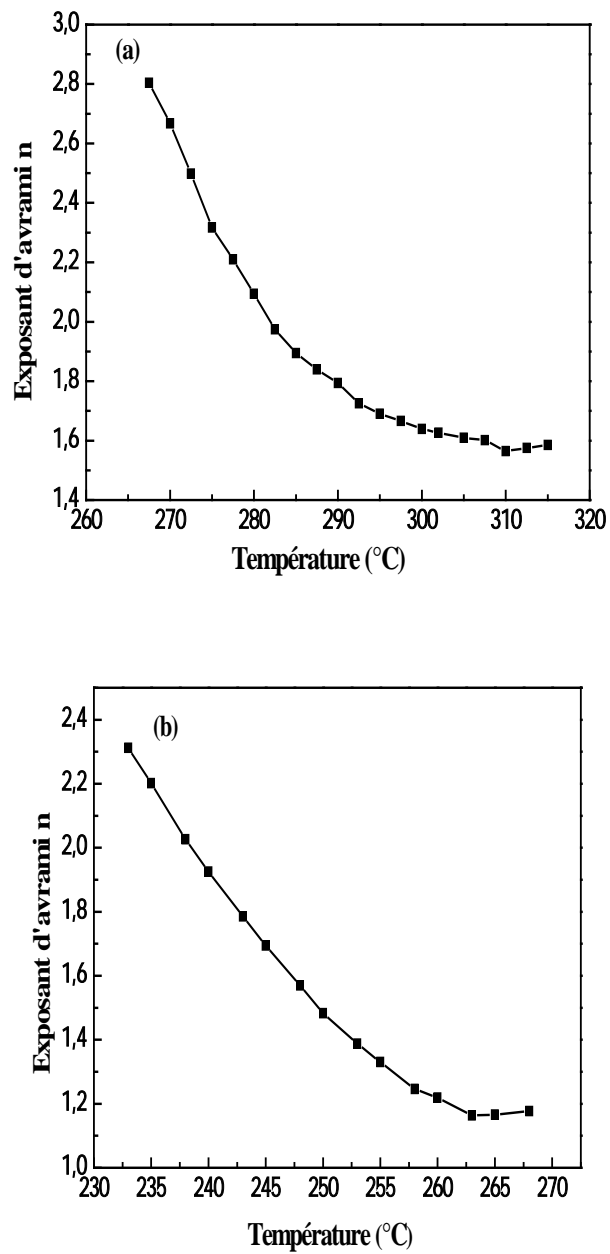 (a)
3,0
2,8
2,6
2,4
2,2
2,0
1,8
1,6
1,4
Exposant d'avrami n
260 270 280 290 300 310 320
Température (°C)
(b)
2,4
2,2
2,0
1,8
1,6
1,4
1,2
1,0
Exposant d'avrami n
230 235 240 245 250 255 260 265 270
Température (°C)